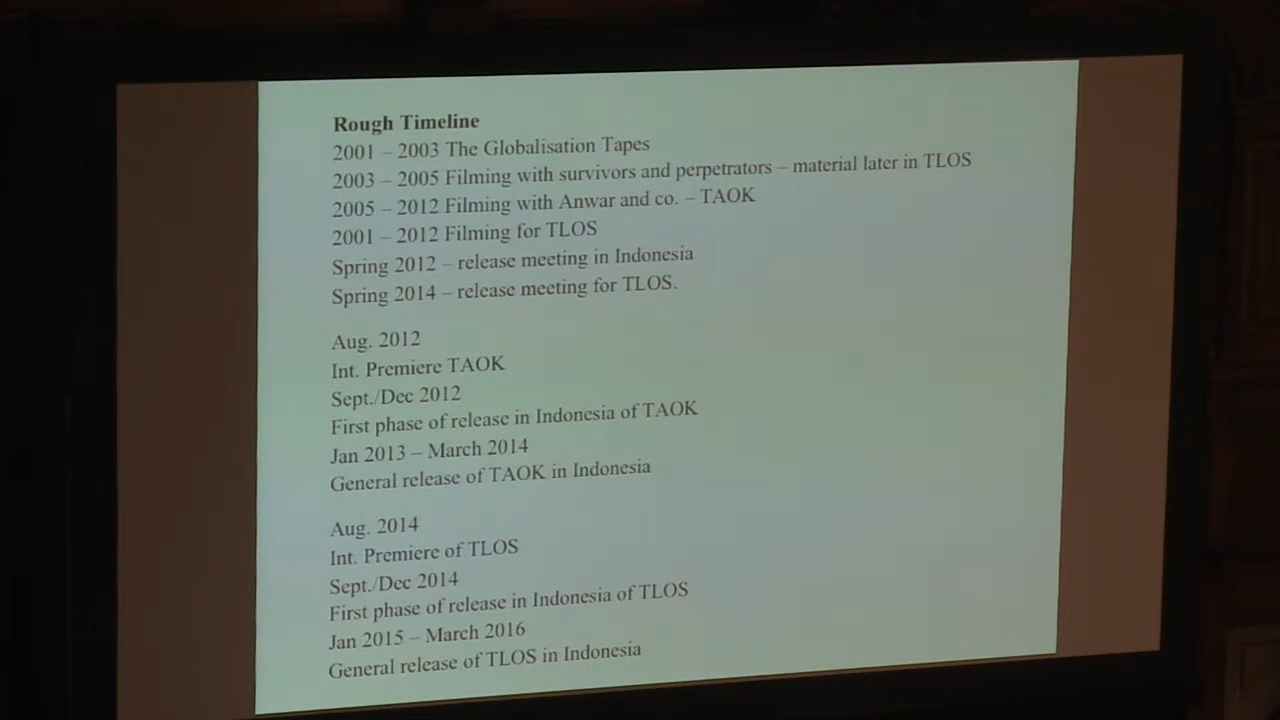 Rough Timeline
2001 – 2003 The Globalisation Tapes
2003 – 2005 Filming with survivors and perpetrators – material later in TLOS
2005 – 2012 Filming with Anwar and co. – TAOK
2001 – 2012 Filming for TLOS
Spring 2012 – release meeting in Indonesia
Spring 2014 – release meeting for TLOS.
Aug. 2012
Int. Premiere TAOK
Sept./Dec 2012
First phase of release in Indonesia of TAOK
Jan 2013 – March 2014
General release of TAOK in Indonesia
Aug. 2014
Int. Premiere of TLOS
Sept./Dec 2014
First phase of release in Indonesia of TLOS
Jan 2015 – March 2016
General release of TLOS in Indonesia